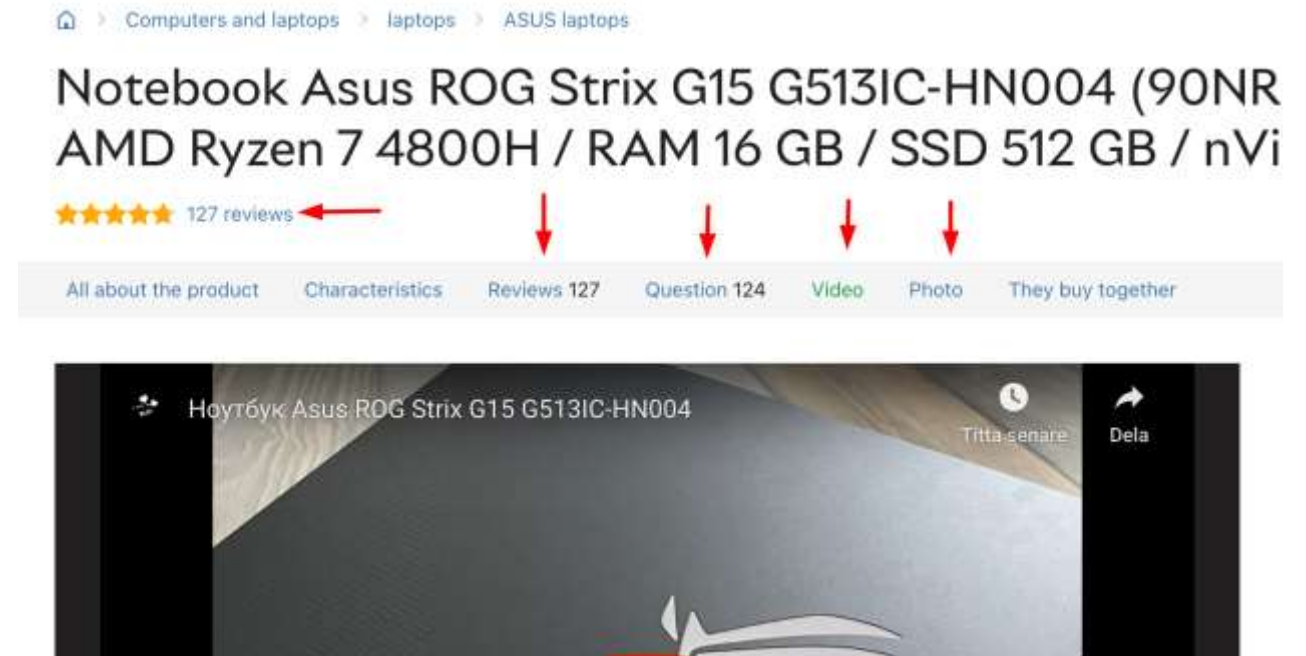 Computers and laptops > laptops > ASUS laptops
Notebook Asus ROG Strix G15 G513IC-HN004 (90NR
AMD Ryzen 7 4800H / RAM 16 GB / SSD 512 GB / nVi
127 reviews
All about the product Characteristics Reviews 127 Question 124 Video Photo They buy together
Ноутбук Asus ROG Strix G15 G513IC-HN004
Titta senare Dela